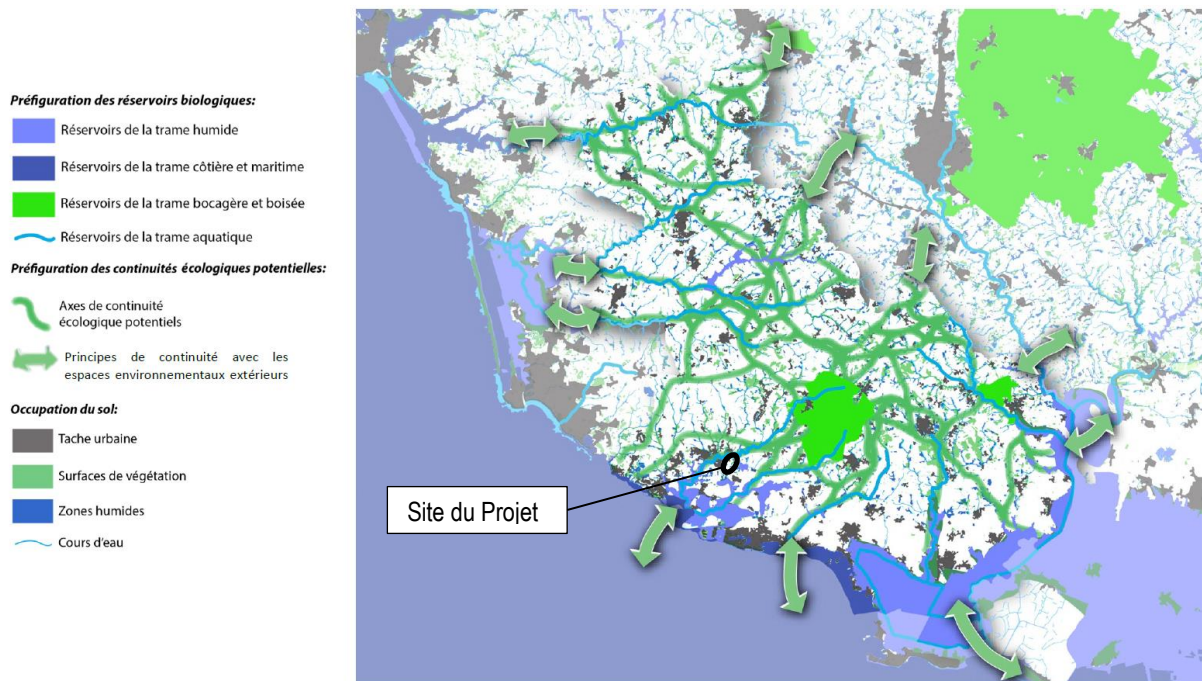 Préfiguration des réservoirs biologiques:
Réservoirs de la trame humide
Réservoirs de la trame côtière et maritime
Réservoirs de la trame bocagère et boisée
Réservoirs de la trame aquatique
Préfiguration des continuités écologiques potentielles:
Axes de continuité
écologique potentiels
Principes de continuité avec les
espaces environnementaux extérieurs
Occupation du sol:
Tache urbaine
Surfaces de végétation
Zones humides
Cours d'eau
Site du Projet